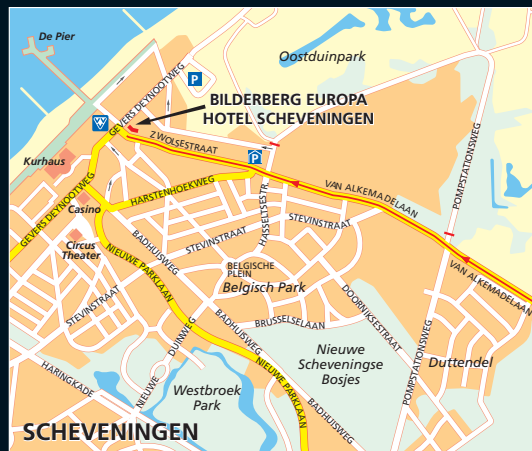 De Pier
Oostduinpark
P
GEVERS DEYNOOTWEG
BILDERBERG EUROPA
HOTEL SCHEVENINGEN
ZWOLSESTRAAT
P
POMPSTATIONSWEG
Kurhaus
HARSTENHOEKWEG
HASSELTSESTR.
VAN ALKEMADELAAN
GEVERS DEYNOOTWEG
Casino
STEVINSTRAAT
BADHUISWEG
STEVINSTRAAT
Circus
Theater
NIEUWE PARKLAAN
BELGISCHE
PLEIN
Belgisch Park
VAN ALKEMADELAAN
STEVINSTRAAT
DOORNIKSESTRAAT
BADHUISWEG
BRUSSELSELAAN
NIEUWE DUINWEG
POMPSTATIONSWEG
Nieuwe
Scheveningse
Bosjes
Duttendel
HARINGKADE
NIEUWE PARKLAAN
Westbroek
Park
BADHUISWEG
SCHEVENINGEN